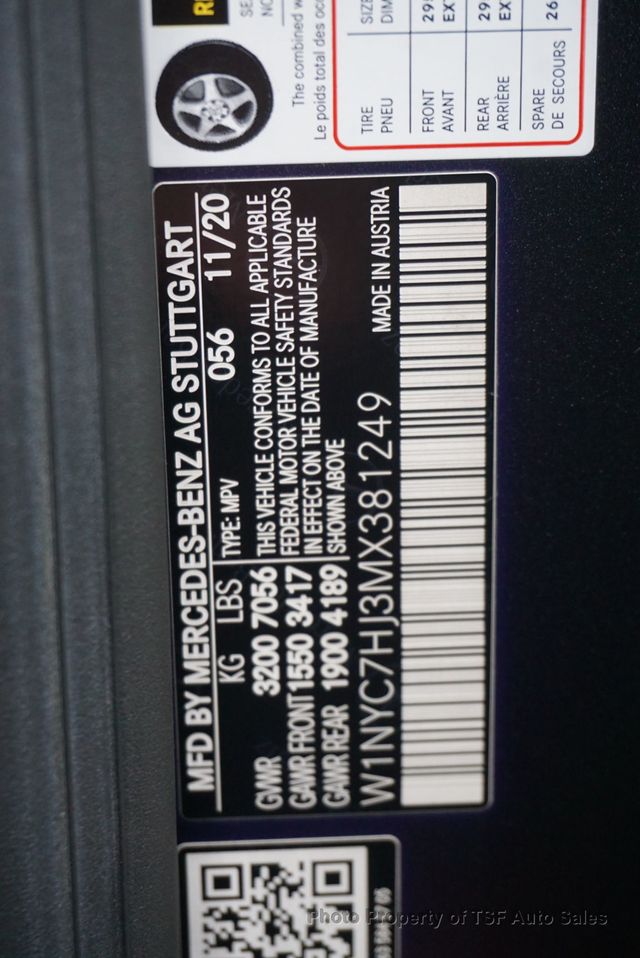 MFD BY MERCEDES-BENZ AG STUTTGART
KG LBS
056 11/20
GVWR 3200 7056
GAWR FRONT 1550 3417
GAWR REAR 1900 4189
TYPE: MPV
THIS VEHICLE CONFORMS TO ALL APPLICABLE
FEDERAL MOTOR VEHICLE SAFETY STANDARDS
IN EFFECT ON THE DATE OF MANUFACTURE
SHOWN ABOVE
W1NYC7HJ3MX381249
MADE IN AUSTRIA
The combined
Le poids total des
TIRE
PNEU
FRONT
AVANT
REAR
ARRIÈRE
SPARE
DE SECOURS
Photo Property of TSF Auto Sales